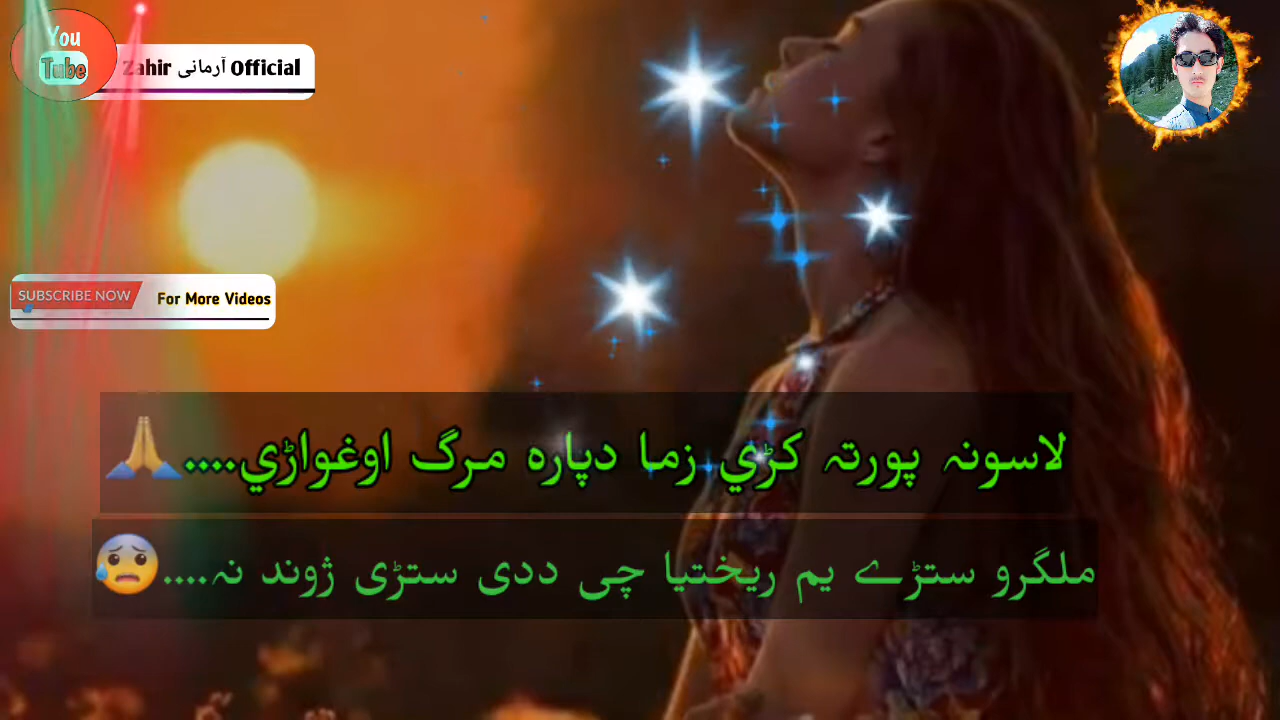 You
Tube
Zahir آرمانی Official
SUBSCRIBE NOW
For More Videos
لاسونہ پورتہ کړي زما دپارہ مرگ اوغواړي....🙏
ملگرو ستړے یم ریختیا چی ددی ستړی ژوند نہ....😰